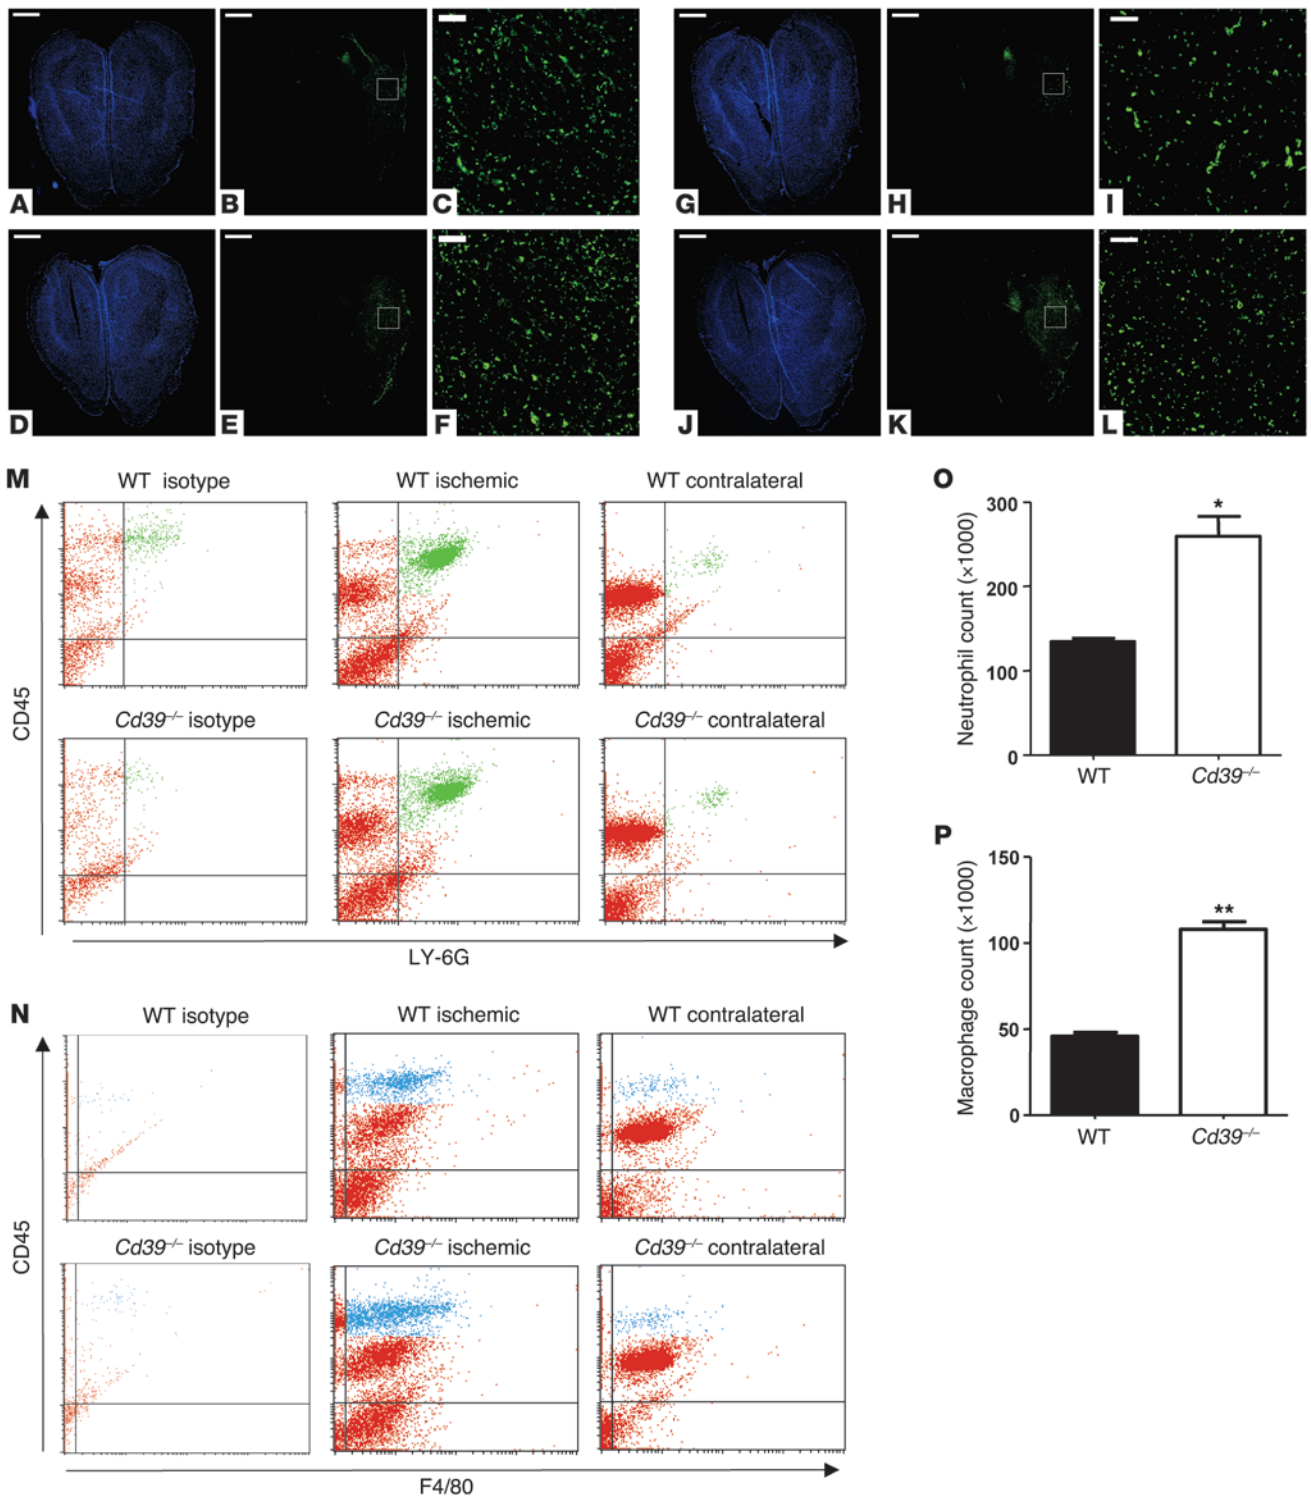 A B C G H I
D E F J K L
M
WT isotype
WT ischemic
WT contralateral
Cd39–/– isotype
Cd39–/– ischemic
Cd39–/– contralateral
CD45
LY-6G
N
WT isotype
WT ischemic
WT contralateral
Cd39–/– isotype
Cd39–/– ischemic
Cd39–/– contralateral
CD45
F4/80
O
Neutrophil count (×1000)
300
200
100
0
*
WT
Cd39–/–
P
Macrophage count (×1000)
150
100
50
0
**
WT
Cd39–/–